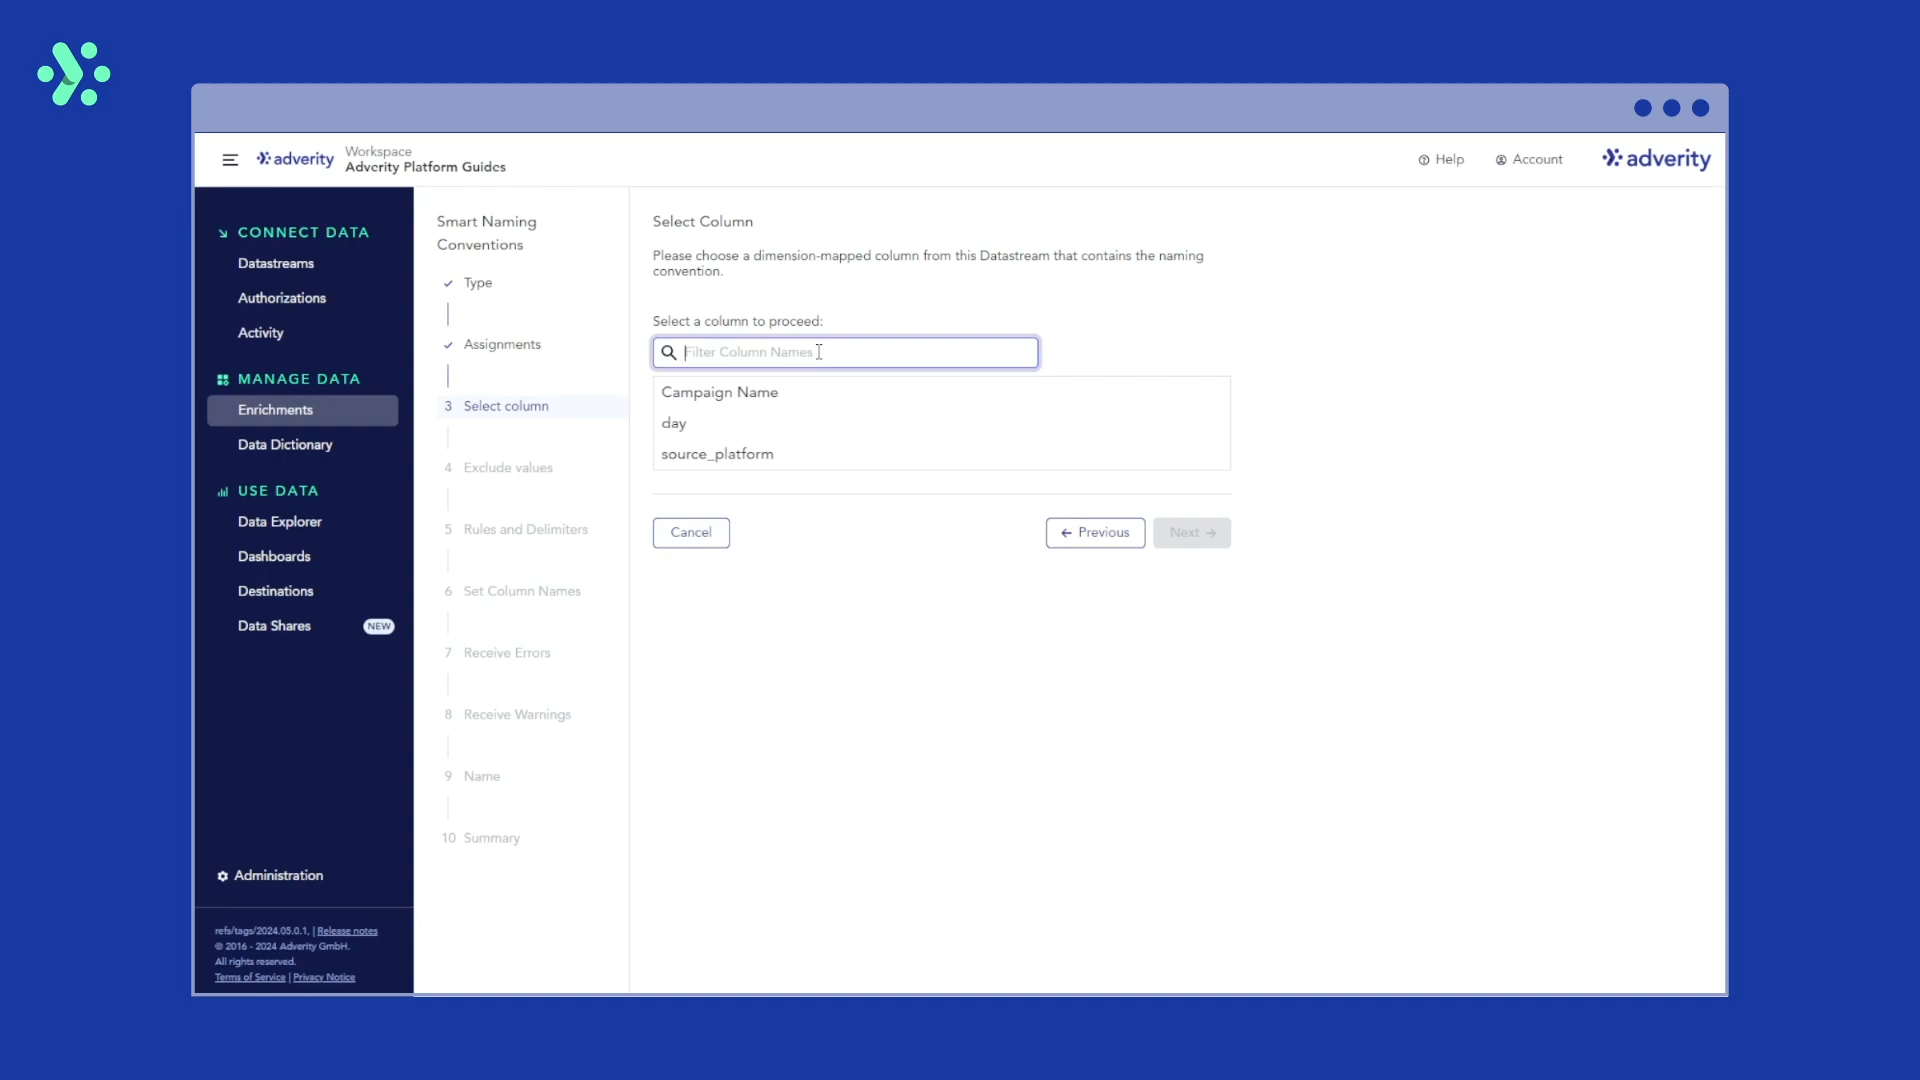 adverity
Workspace
Adverity Platform Guides
Help
Account
adverity
CONNECT DATA
Datastreams
Authorizations
Activity
MANAGE DATA
Enrichments
Data Dictionary
USE DATA
Data Explorer
Dashboards
Destinations
Data Shares NEW
Administration
refs/tags/2024.05.0.1, | Release notes
© 2016 - 2024 Adverity GmbH.
All rights reserved.
Terms of Service | Privacy Notice
Smart Naming
Conventions
Type
Assignments
3 Select column
4 Exclude values
5 Rules and Delimiters
6 Set Column Names
7 Receive Errors
8 Receive Warnings
9 Name
10 Summary
Select Column
Please choose a dimension-mapped column from this Datastream that contains the naming
convention.
Select a column to proceed:
Filter Column Names
Campaign Name
day
source_platform
Cancel
← Previous
Next →